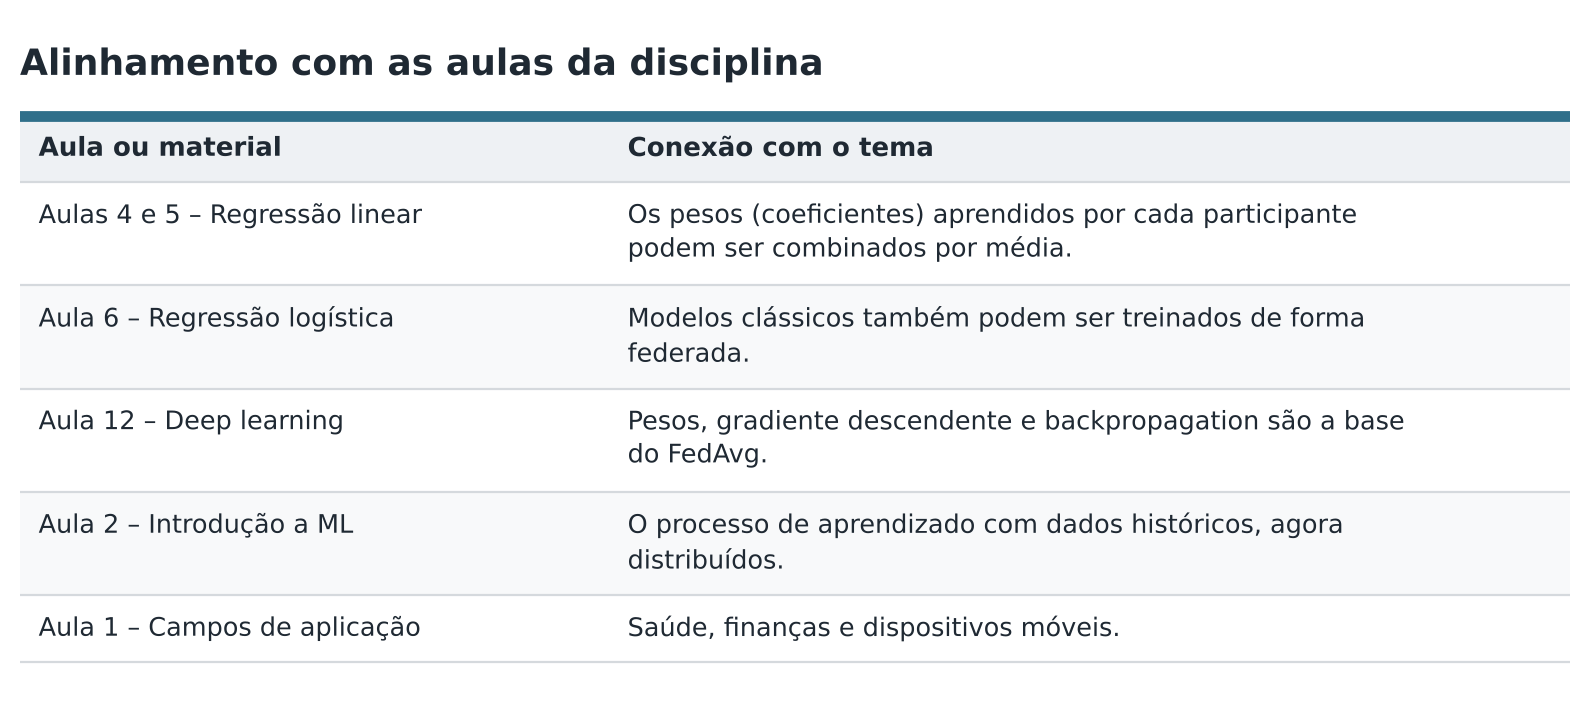 Alinhamento com as aulas da disciplina
Aula ou material
Conexão com o tema
Aulas 4 e 5 – Regressão linear
Os pesos (coeficientes) aprendidos por cada participante
podem ser combinados por média.
Aula 6 – Regressão logística
Modelos clássicos também podem ser treinados de forma
federada.
Aula 12 – Deep learning
Pesos, gradiente descendente e backpropagation são a base
do FedAvg.
Aula 2 – Introdução a ML
O processo de aprendizado com dados históricos, agora
distribuídos.
Aula 1 – Campos de aplicação
Saúde, finanças e dispositivos móveis.